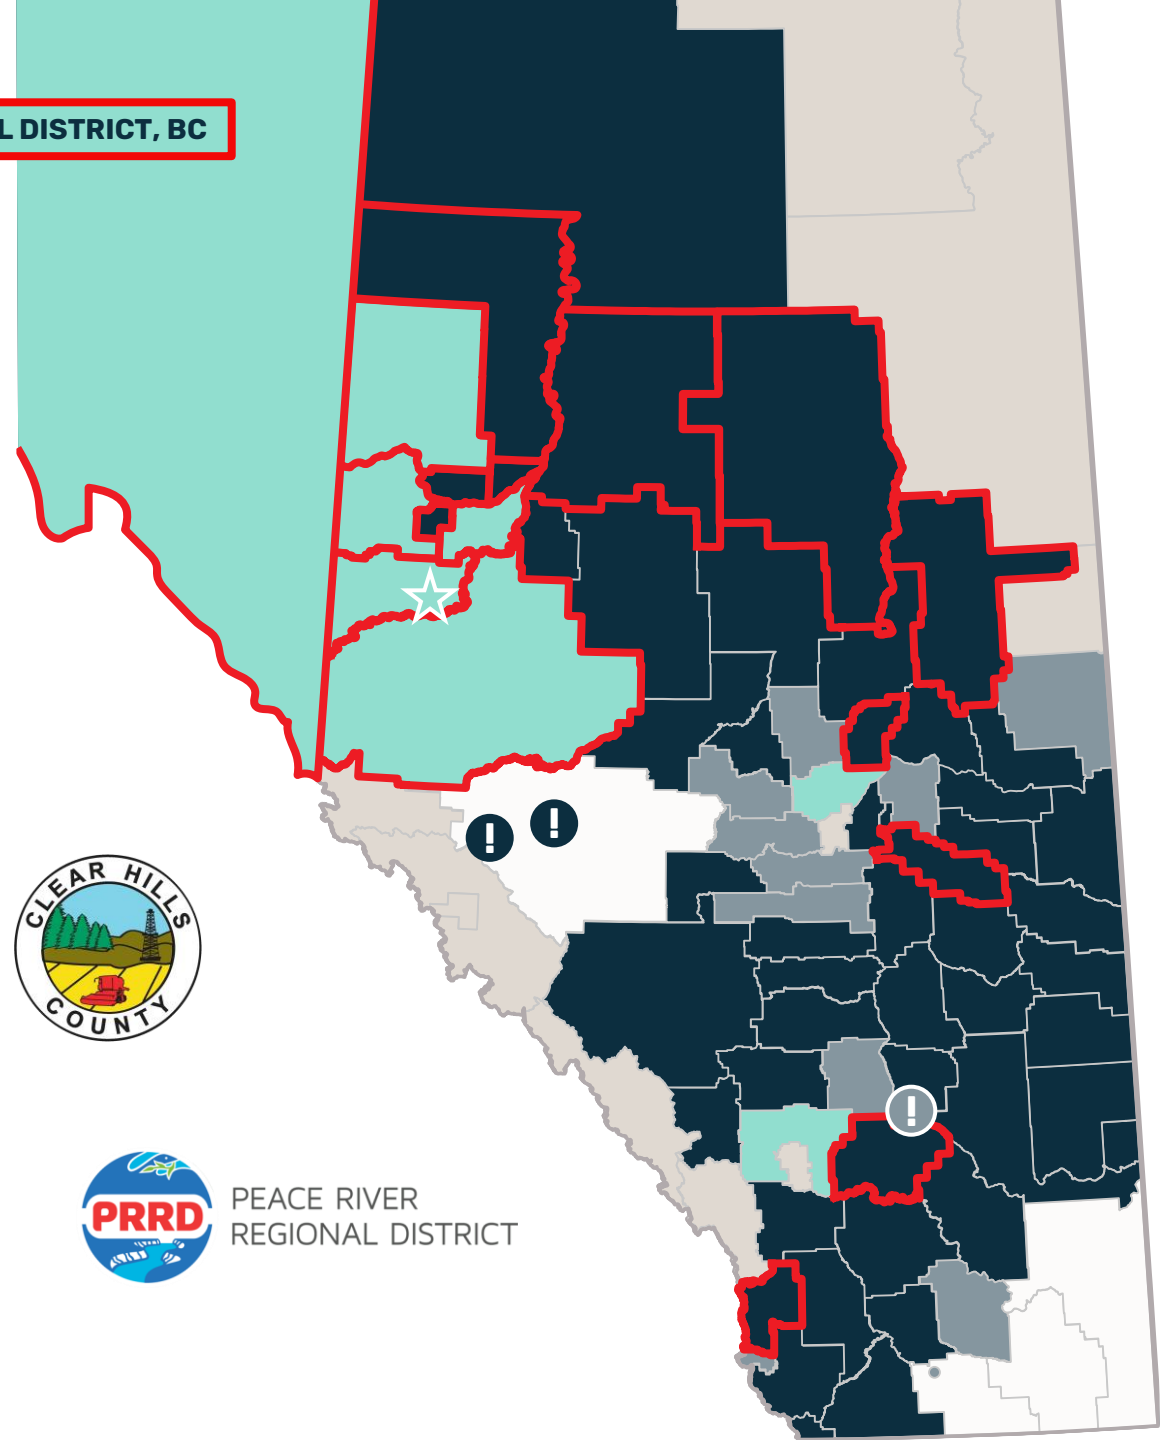 L DISTRICT, BC
!
!
CLEAR HILLS
COUNTY
!
PRRD
PEACE RIVER
REGIONAL DISTRICT